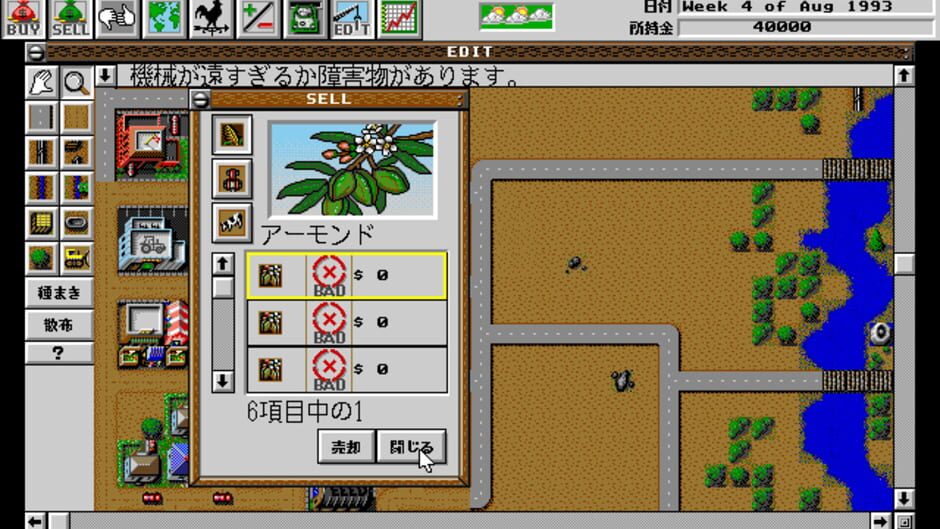 BUY SELL EDIT
日付 Week 4 of Aug 1993
所持金 40000
EDIT
機械が遠すぎるか障害物があります。
SELL
アーモンド
BAD $ 0
BAD $ 0
BAD $ 0
6項目中の1
売却 閉じる
種まき
散布
?